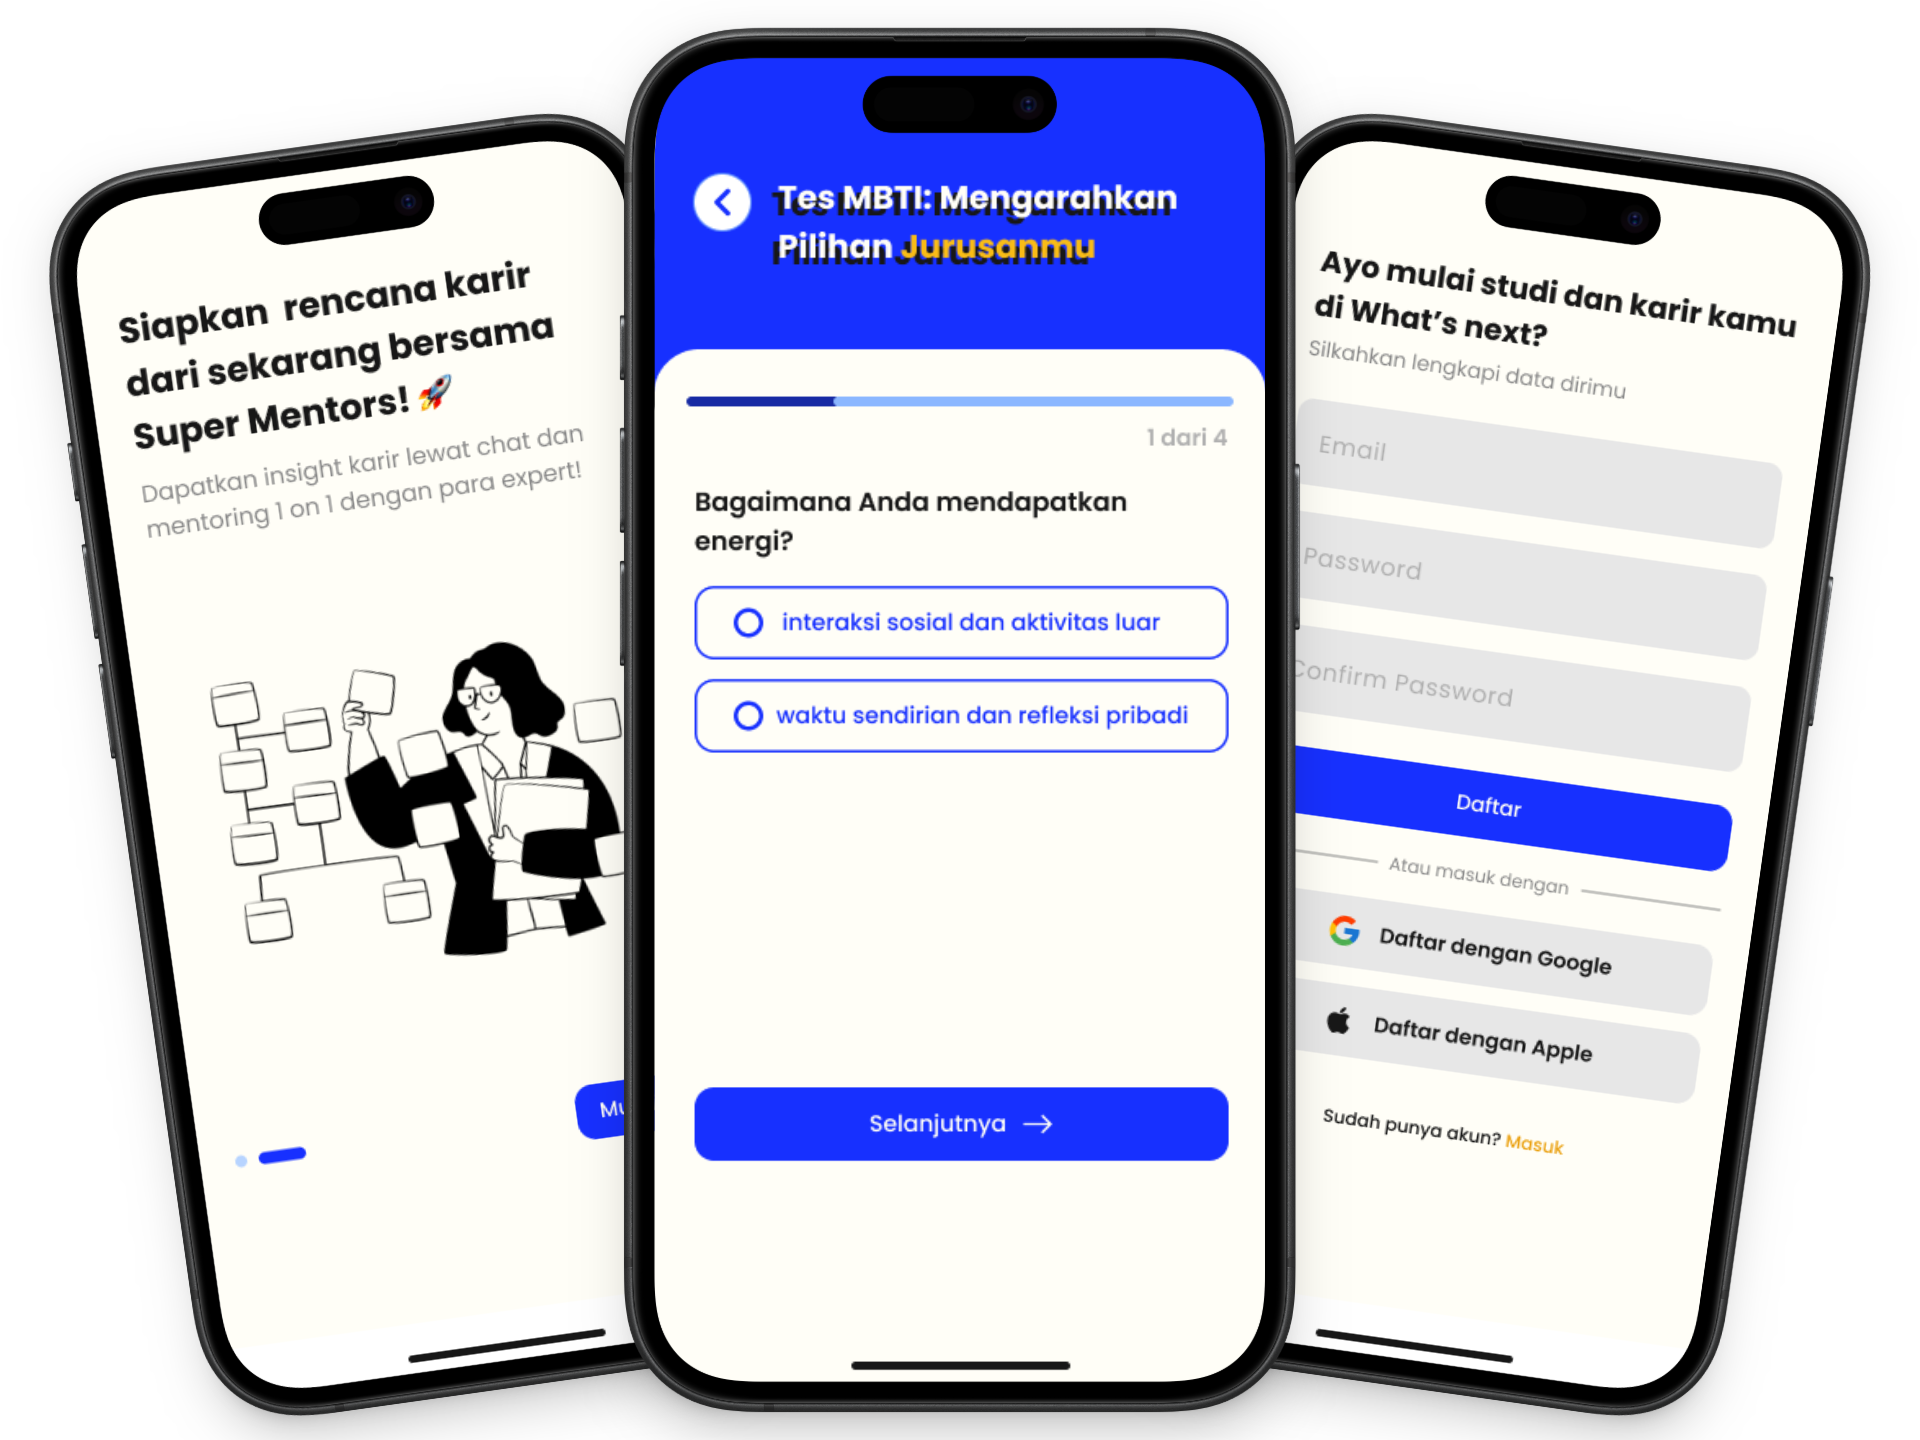 Siapkan rencana karir
dari sekarang bersama
Super Mentors! 🚀
Dapatkan insight karir lewat chat dan
mentoring 1 on 1 dengan para expert!
Tes MBTI: Mengarahkan
Pilihan Jurusanmu
1 dari 4
Bagaimana Anda mendapatkan
energi?
interaksi sosial dan aktivitas luar
waktu sendirian dan refleksi pribadi
Selanjutnya →
Ayo mulai studi dan karir kamu
di What's next?
Silkahkan lengkapi data dirimu
Email
Password
Confirm Password
Daftar
Atau masuk dengan
Daftar dengan Google
Daftar dengan Apple
Sudah punya akun? Masuk